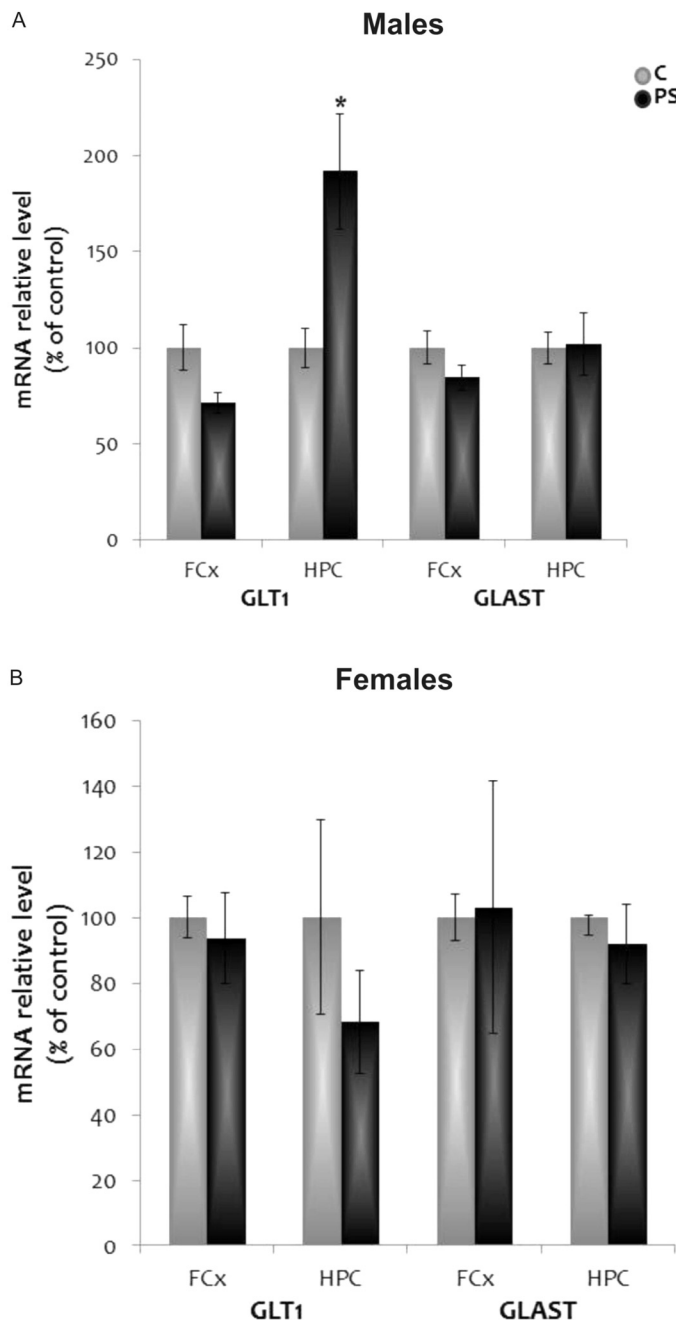 A
Males
250
200
150
100
50
0
mRNA relative level
(% of control)
*
C
PS
FCx HPC FCx HPC
GLT1 GLAST
B
Females
160
140
120
100
80
60
40
20
0
mRNA relative level
(% of control)
FCx HPC FCx HPC
GLT1 GLAST